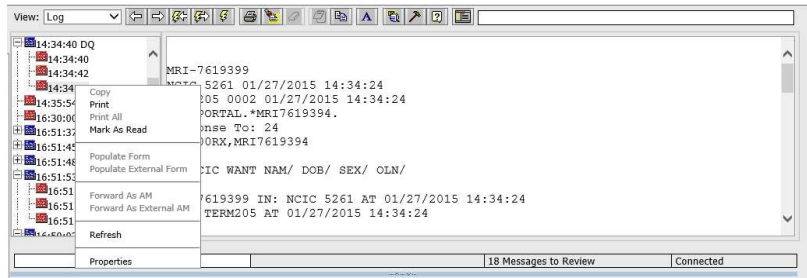 View: Log
14:34:40 DQ
14:34:40
14:34:42
14:34
14:35:54
16:30:00
16:51:37
16:51:45
16:51:48
16:51:53
16:51
16:51
16:51
Copy
Print
Print All
Mark As Read
Populate Form
Populate External Form
Forward As AM
Forward As External AM
Refresh
Properties
MRI-7619399
NCIC 5261 01/27/2015 14:34:24
205 0002 01/27/2015 14:34:24
PORTAL.*MRI7619394.
onse To: 24
00RX,MRI7619394
CIC WANT NAM/ DOB/ SEX/ OLN/
7619399 IN: NCIC 5261 AT 01/27/2015 14:34:24
TERM205 AT 01/27/2015 14:34:24
18 Messages to Review
Connected